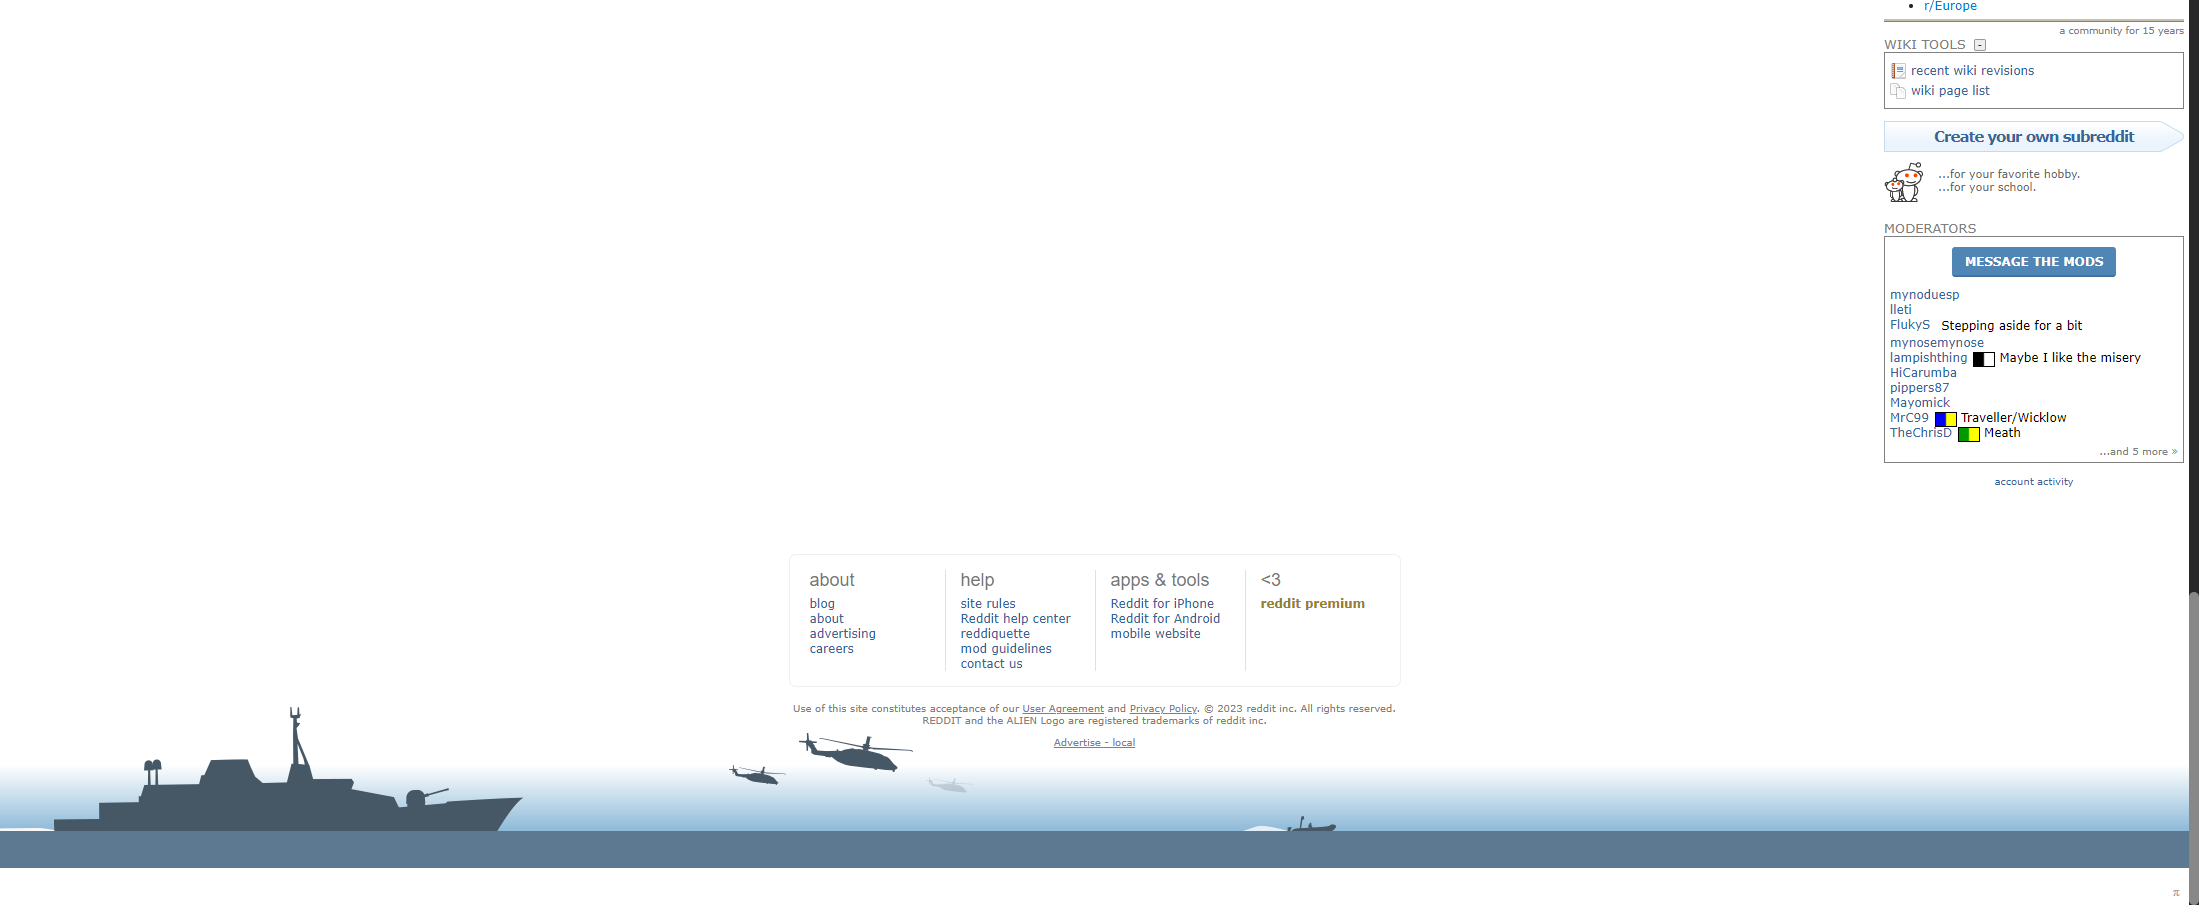 r/Europe
a community for 15 years
WIKI TOOLS -
recent wiki revisions
wiki page list
Create your own subreddit
...for your favorite hobby.
...for your school.
MODERATORS
MESSAGE THE MODS
mynoduesp
lleti
FlukyS Stepping aside for a bit
mynosemynose
lampishthing Maybe I like the misery
HiCarumba
pippers87
Mayomick
MrC99 Traveller/Wicklow
TheChrisD Meath
...and 5 more »
account activity
about
blog
about
advertising
careers
help
site rules
Reddit help center
reddiquette
mod guidelines
contact us
apps & tools
Reddit for iPhone
Reddit for Android
mobile website
<3
reddit premium
Use of this site constitutes acceptance of our User Agreement and Privacy Policy. © 2023 reddit inc. All rights reserved.
REDDIT and the ALIEN Logo are registered trademarks of reddit inc.
Advertise - local
π